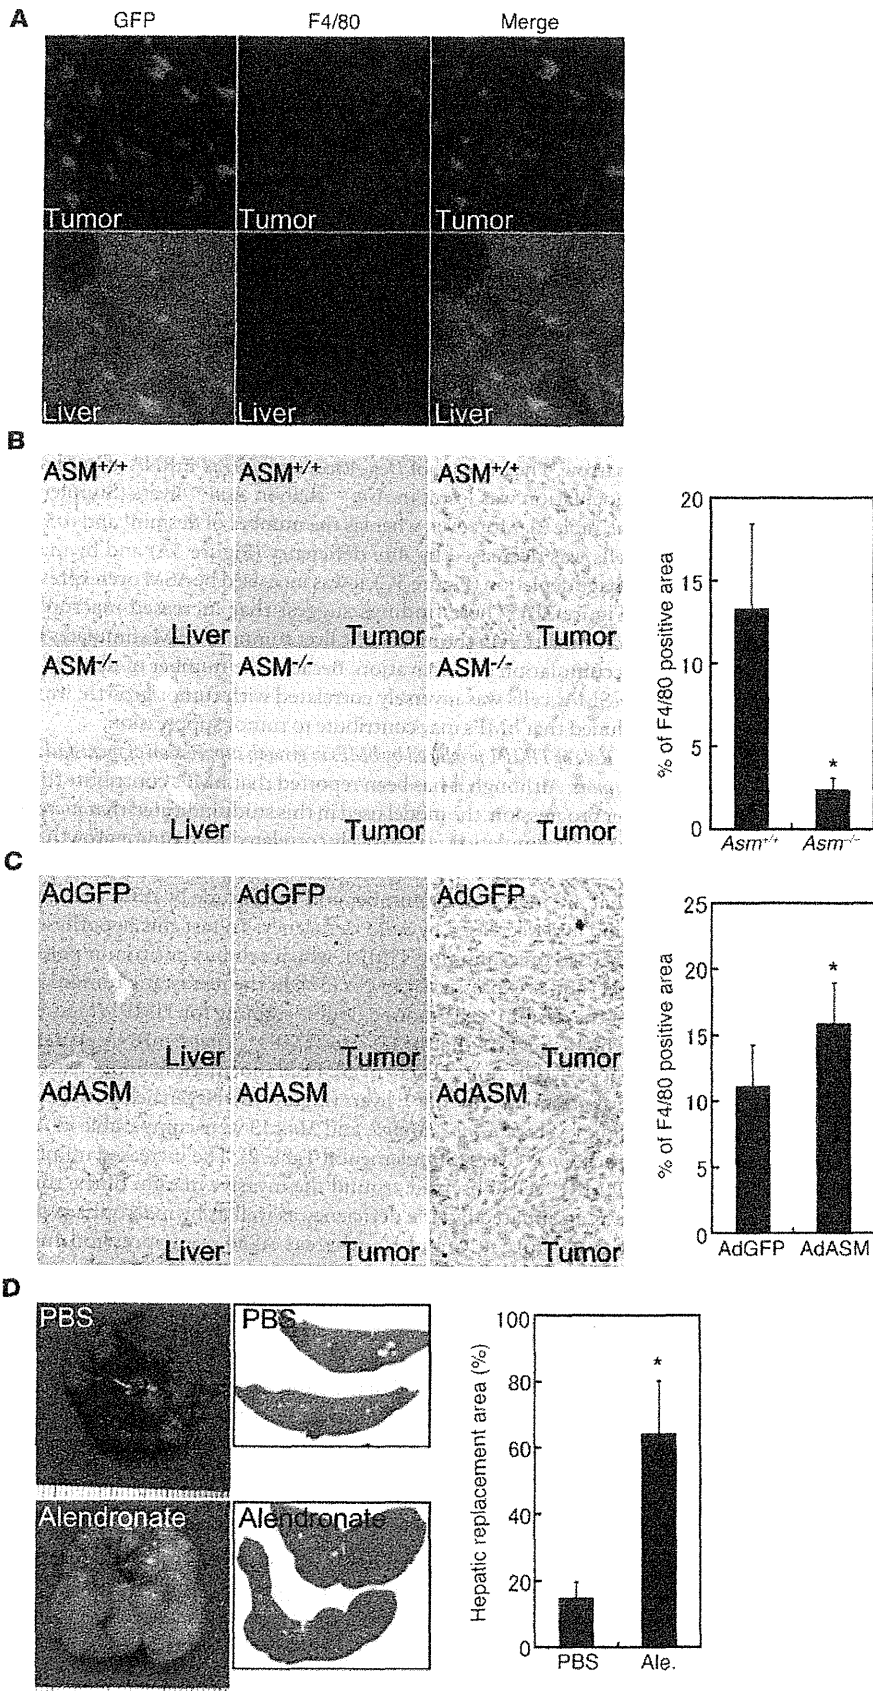 A
GFP F4/80 Merge
Tumor Tumor Tumor
Liver Liver Liver
B
ASM+/+ ASM+/+ ASM+/+
Liver Tumor Tumor
ASM-/- ASM-/- ASM-/-
Liver Tumor Tumor
% of F4/80 positive area
20
15
10
5
0
*
Asm+/+ Asm-/-
C
AdGFP AdGFP AdGFP
Liver Tumor Tumor
AdASM AdASM AdASM
Liver Tumor Tumor
% of F4/80 positive area
25
20
15
10
5
0
*
AdGFP AdASM
D
PBS PBS
Alendronate Alendronate
Hepatic replacement area (%)
100
80
60
40
20
0
*
PBS Ale.